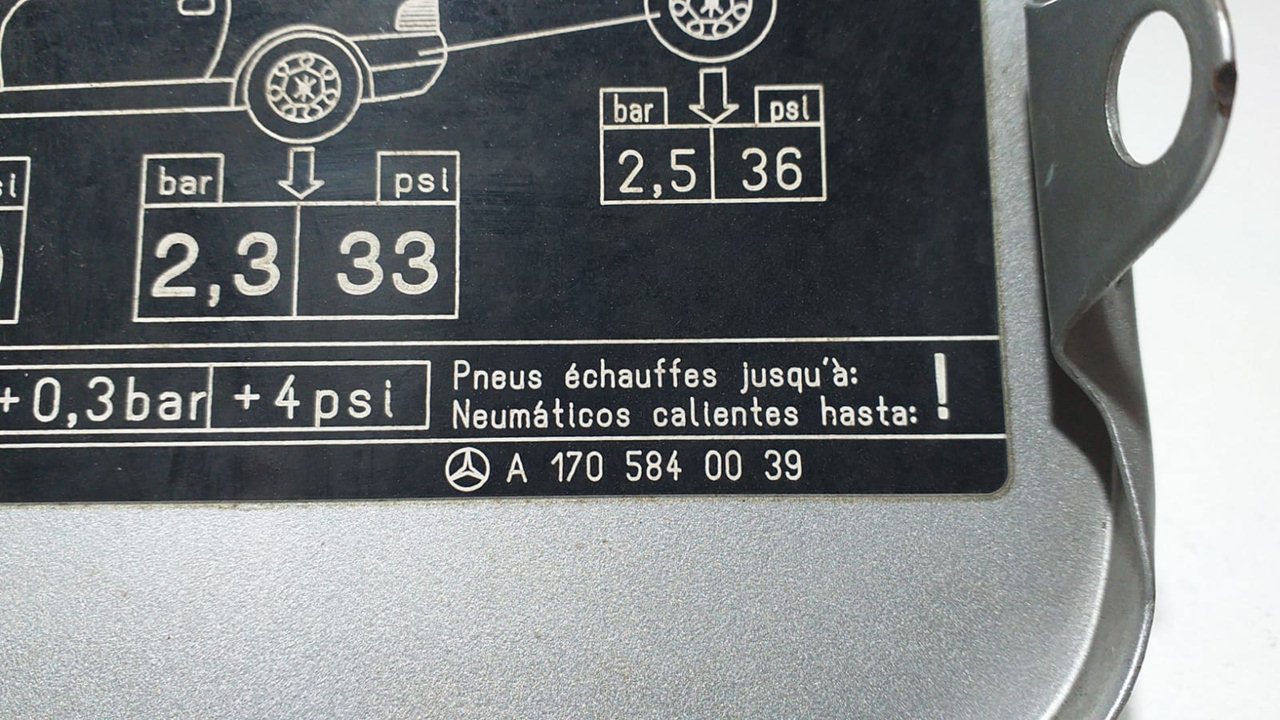 bar psi
2,5 36
bar psi
2,3 33
+0,3bar +4psi
Pneus échauffes jusqu'à:
Neumáticos calientes hasta: !
A 170 584 00 39